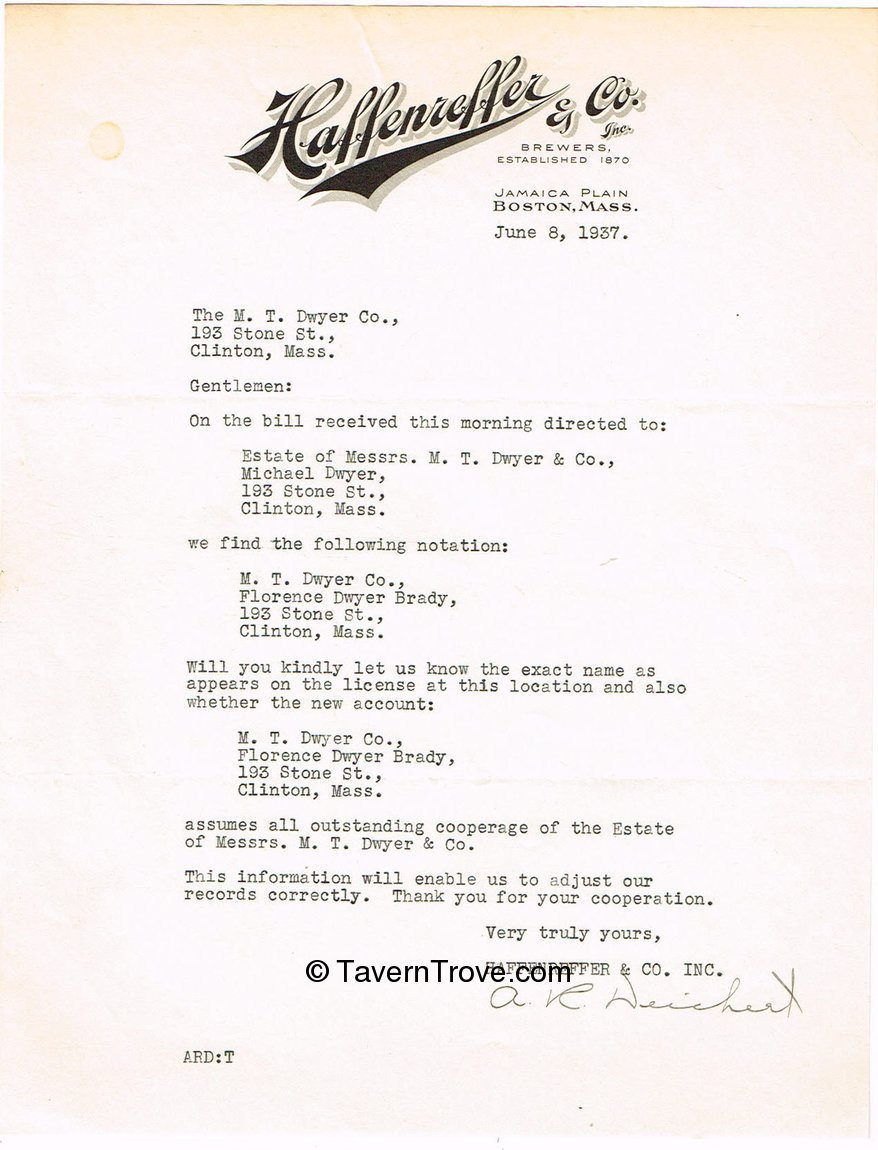 Haffenreffer & Co.
Inc.
BREWERS,
ESTABLISHED 1870
JAMAICA PLAIN
BOSTON, MASS.
June 8, 1937.
The M. T. Dwyer Co.,
193 Stone St.,
Clinton, Mass.
Gentlemen:
On the bill received this morning directed to:
Estate of Messrs. M. T. Dwyer & Co.,
Michael Dwyer,
193 Stone St.,
Clinton, Mass.
we find the following notation:
M. T. Dwyer Co.,
Florence Dwyer Brady,
193 Stone St.,
Clinton, Mass.
Will you kindly let us know the exact name as
appears on the license at this location and also
whether the new account:
M. T. Dwyer Co.,
Florence Dwyer Brady,
193 Stone St.,
Clinton, Mass.
assumes all outstanding cooperage of the Estate
of Messrs. M. T. Dwyer & Co.
This information will enable us to adjust our
records correctly. Thank you for your cooperation.
Very truly yours,
HAFFENREFFER & CO. INC.
© TavernTrove.com
A. R. Deichert
ARD:T